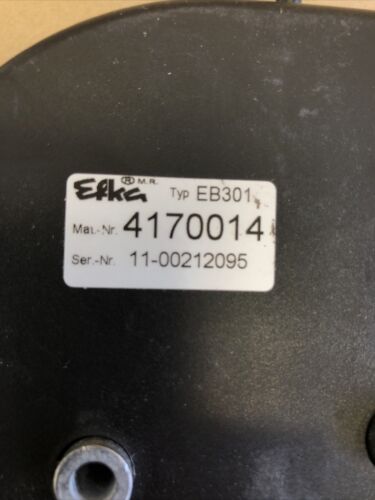 Efka ® M.R. Typ EB301
Mat.-Nr. 4170014
Ser.-Nr. 11-00212095